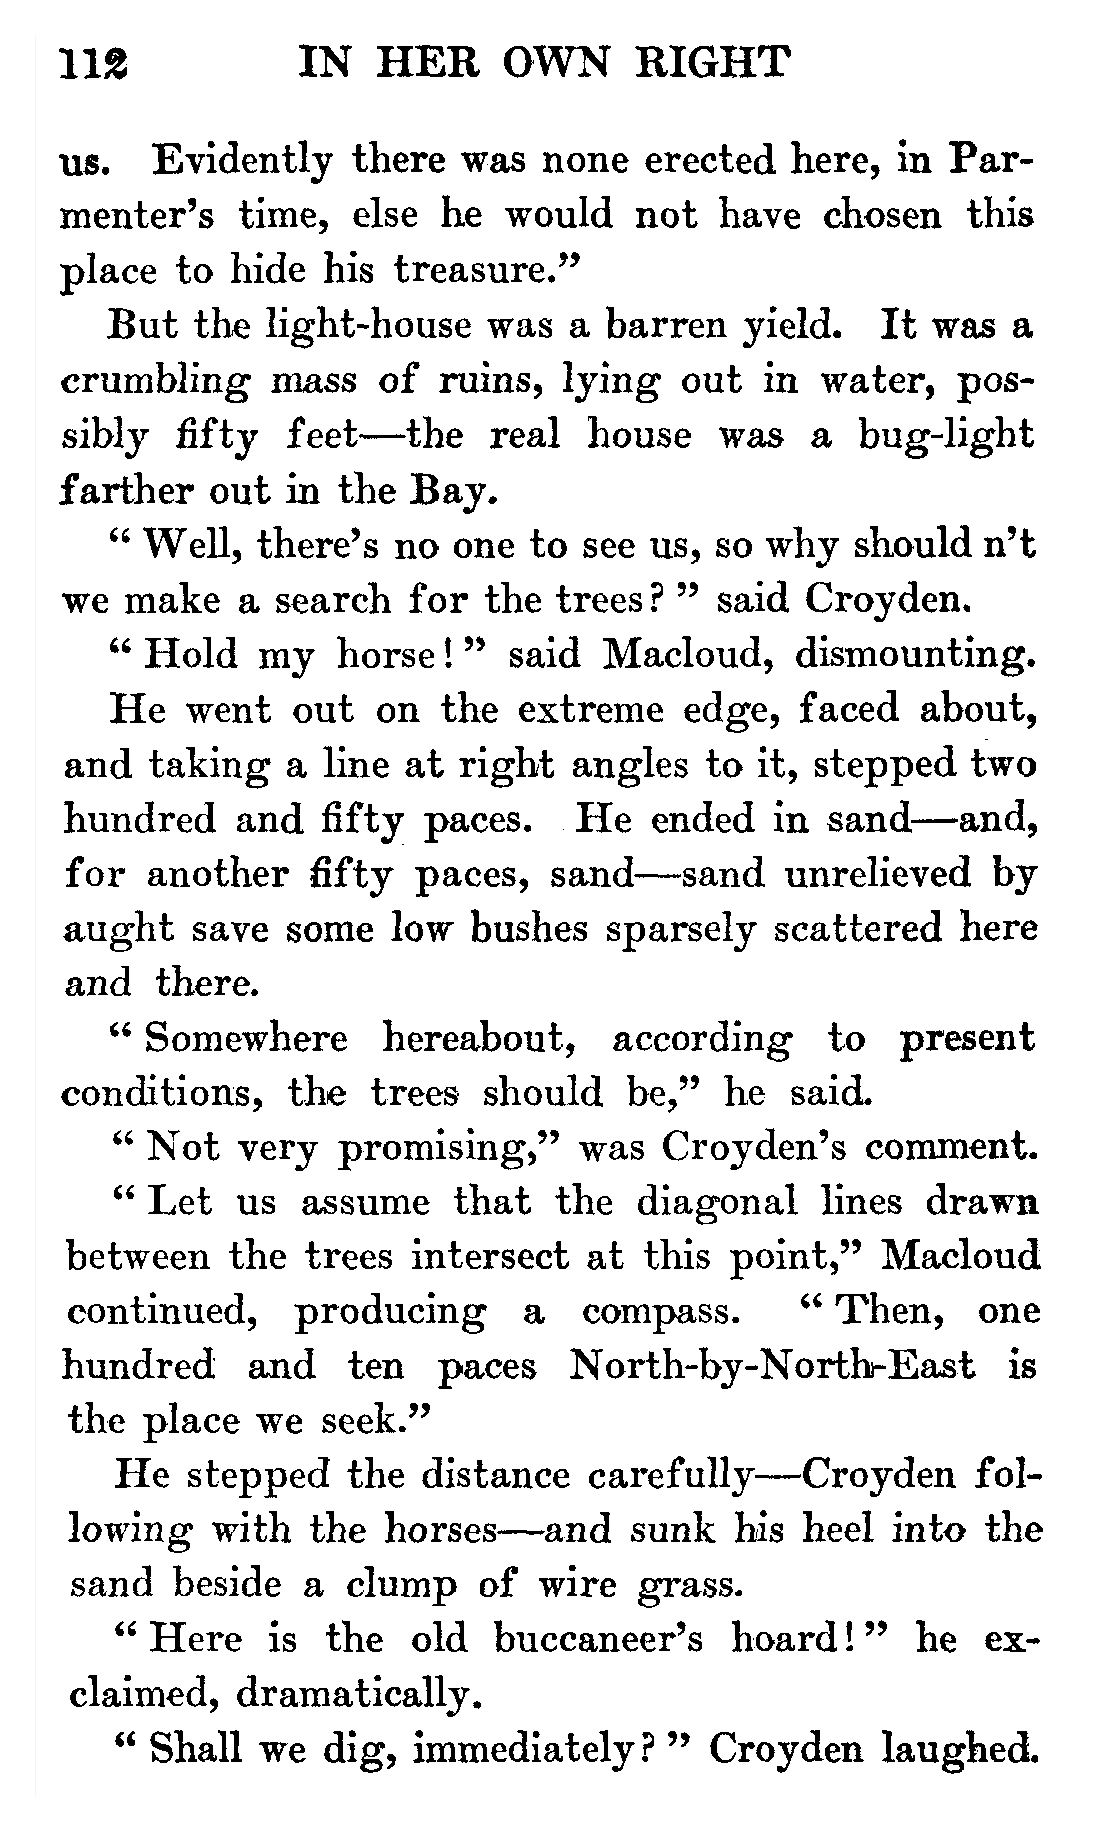 112 IN HER OWN RIGHT
us. Evidently there was none erected here, in Par-
menter's time, else he would not have chosen this
place to hide his treasure."
But the light-house was a barren yield. It was a
crumbling mass of ruins, lying out in water, pos-
sibly fifty feet—the real house was a bug-light
farther out in the Bay.
" Well, there's no one to see us, so why should n't
we make a search for the trees? " said Croyden.
" Hold my horse! " said Macloud, dismounting.
He went out on the extreme edge, faced about,
and taking a line at right angles to it, stepped two
hundred and fifty paces. He ended in sand—and,
for another fifty paces, sand—sand unrelieved by
aught save some low bushes sparsely scattered here
and there.
" Somewhere hereabout, according to present
conditions, the trees should be," he said.
" Not very promising," was Croyden's comment.
" Let us assume that the diagonal lines drawn
between the trees intersect at this point," Macloud
continued, producing a compass. " Then, one
hundred and ten paces North-by-North-East is
the place we seek."
He stepped the distance carefully—Croyden fol-
lowing with the horses—and sunk his heel into the
sand beside a clump of wire grass.
" Here is the old buccaneer's hoard! " he ex-
claimed, dramatically.
" Shall we dig, immediately? " Croyden laughed.